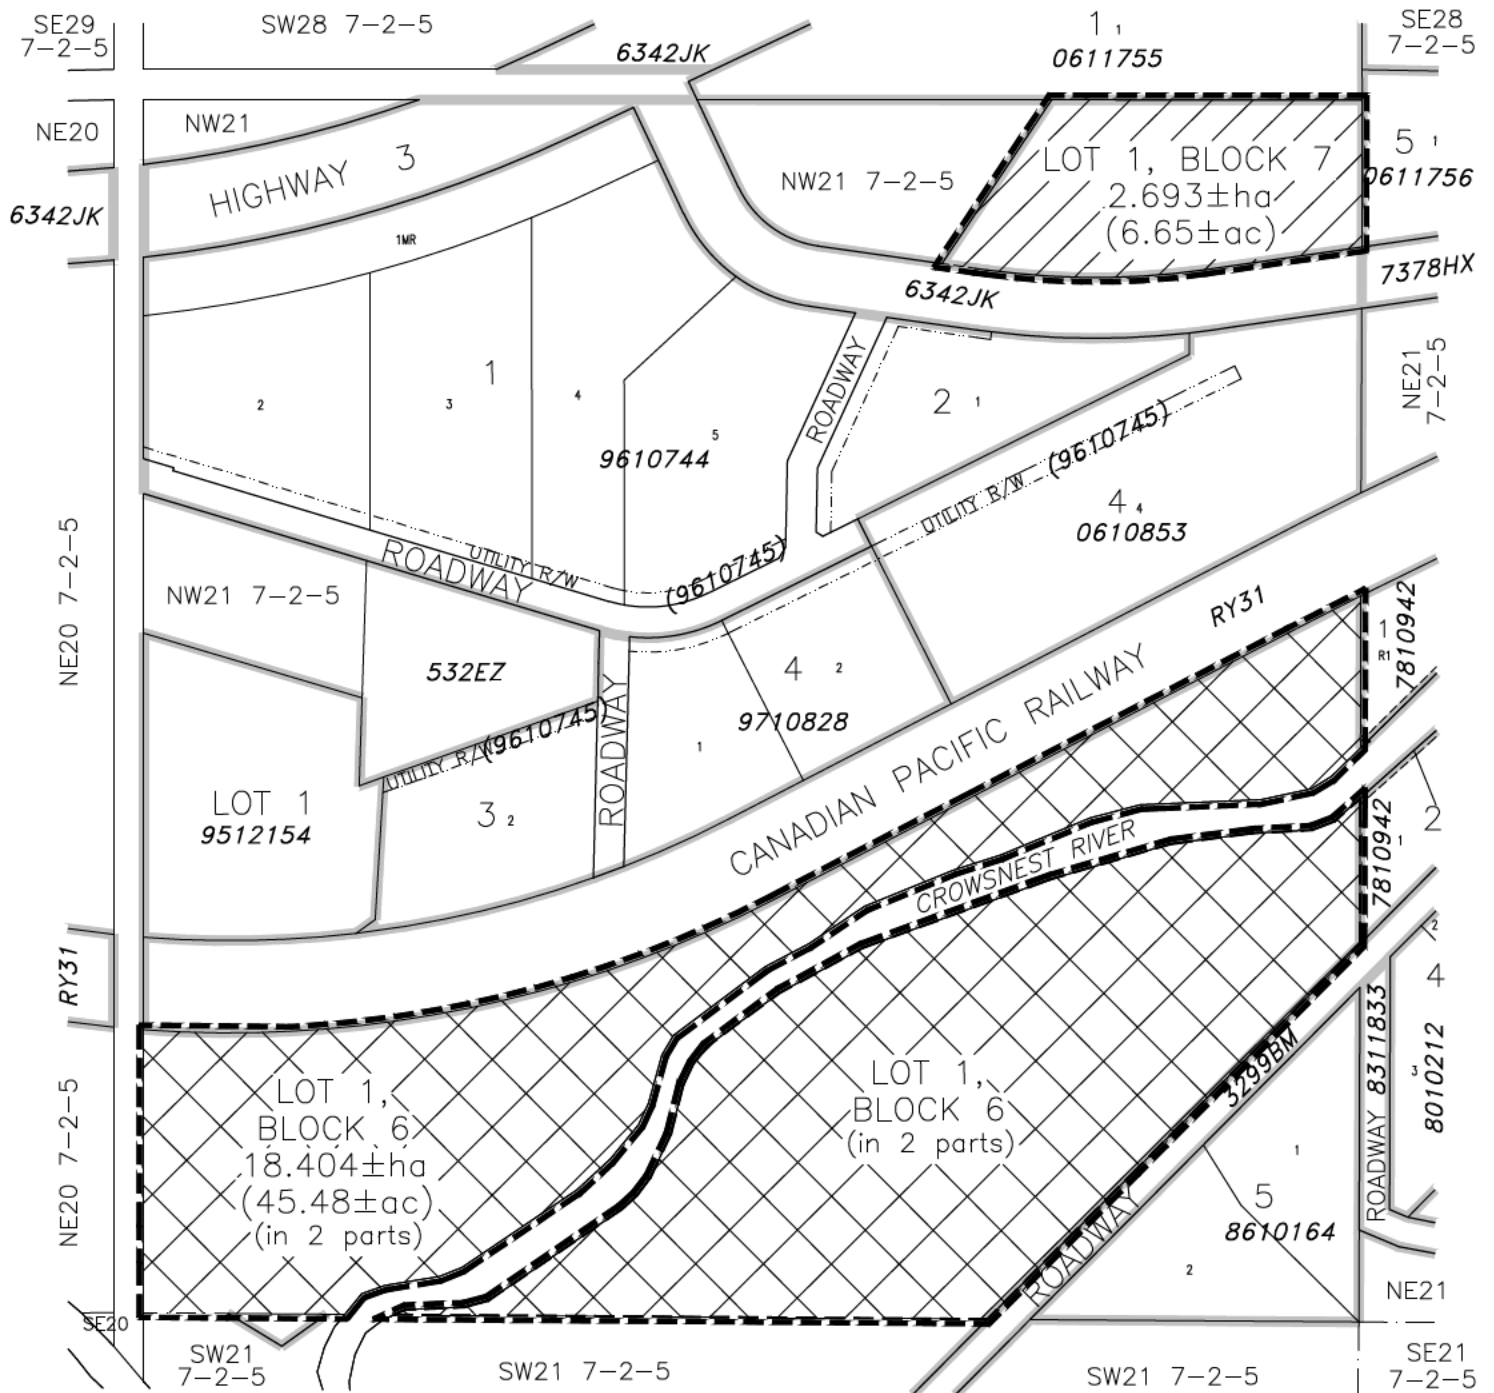 SE29
7-2-5
SW28 7-2-5
6342JK
1 1
0611755
SE28
7-2-5
NE20
NW21
HIGHWAY 3
6342JK
1MR
NW21 7-2-5
LOT 1, BLOCK 7
2.693±ha
(6.65±ac)
5 1
0611756
6342JK
7378HX
ROADWAY
NE21
7-2-5
2
3
1
4
5
9610744
2 1
UTILITY R/W (9610745)
4 4
0610853
NE20 7-2-5
ROADWAY
UTILITY R/W (9610745)
NW21 7-2-5
532EZ
UTILITY R/W (9610745)
ROADWAY
4 2
9710828
1
RY31
1
R1
7810942
LOT 1
9512154
3 2
CANADIAN PACIFIC RAILWAY
CROWSNEST RIVER
2
7810942 1
RY31
2
4
3
8010212
ROADWAY 8311833
3299BM
NE20 7-2-5
LOT 1,
BLOCK 6
18.404±ha
(45.48±ac)
(in 2 parts)
LOT 1,
BLOCK 6
(in 2 parts)
ROADWAY
1
5
8610164
2
NE21
SE20
SW21
7-2-5
SW21 7-2-5
SW21 7-2-5
SE21
7-2-5